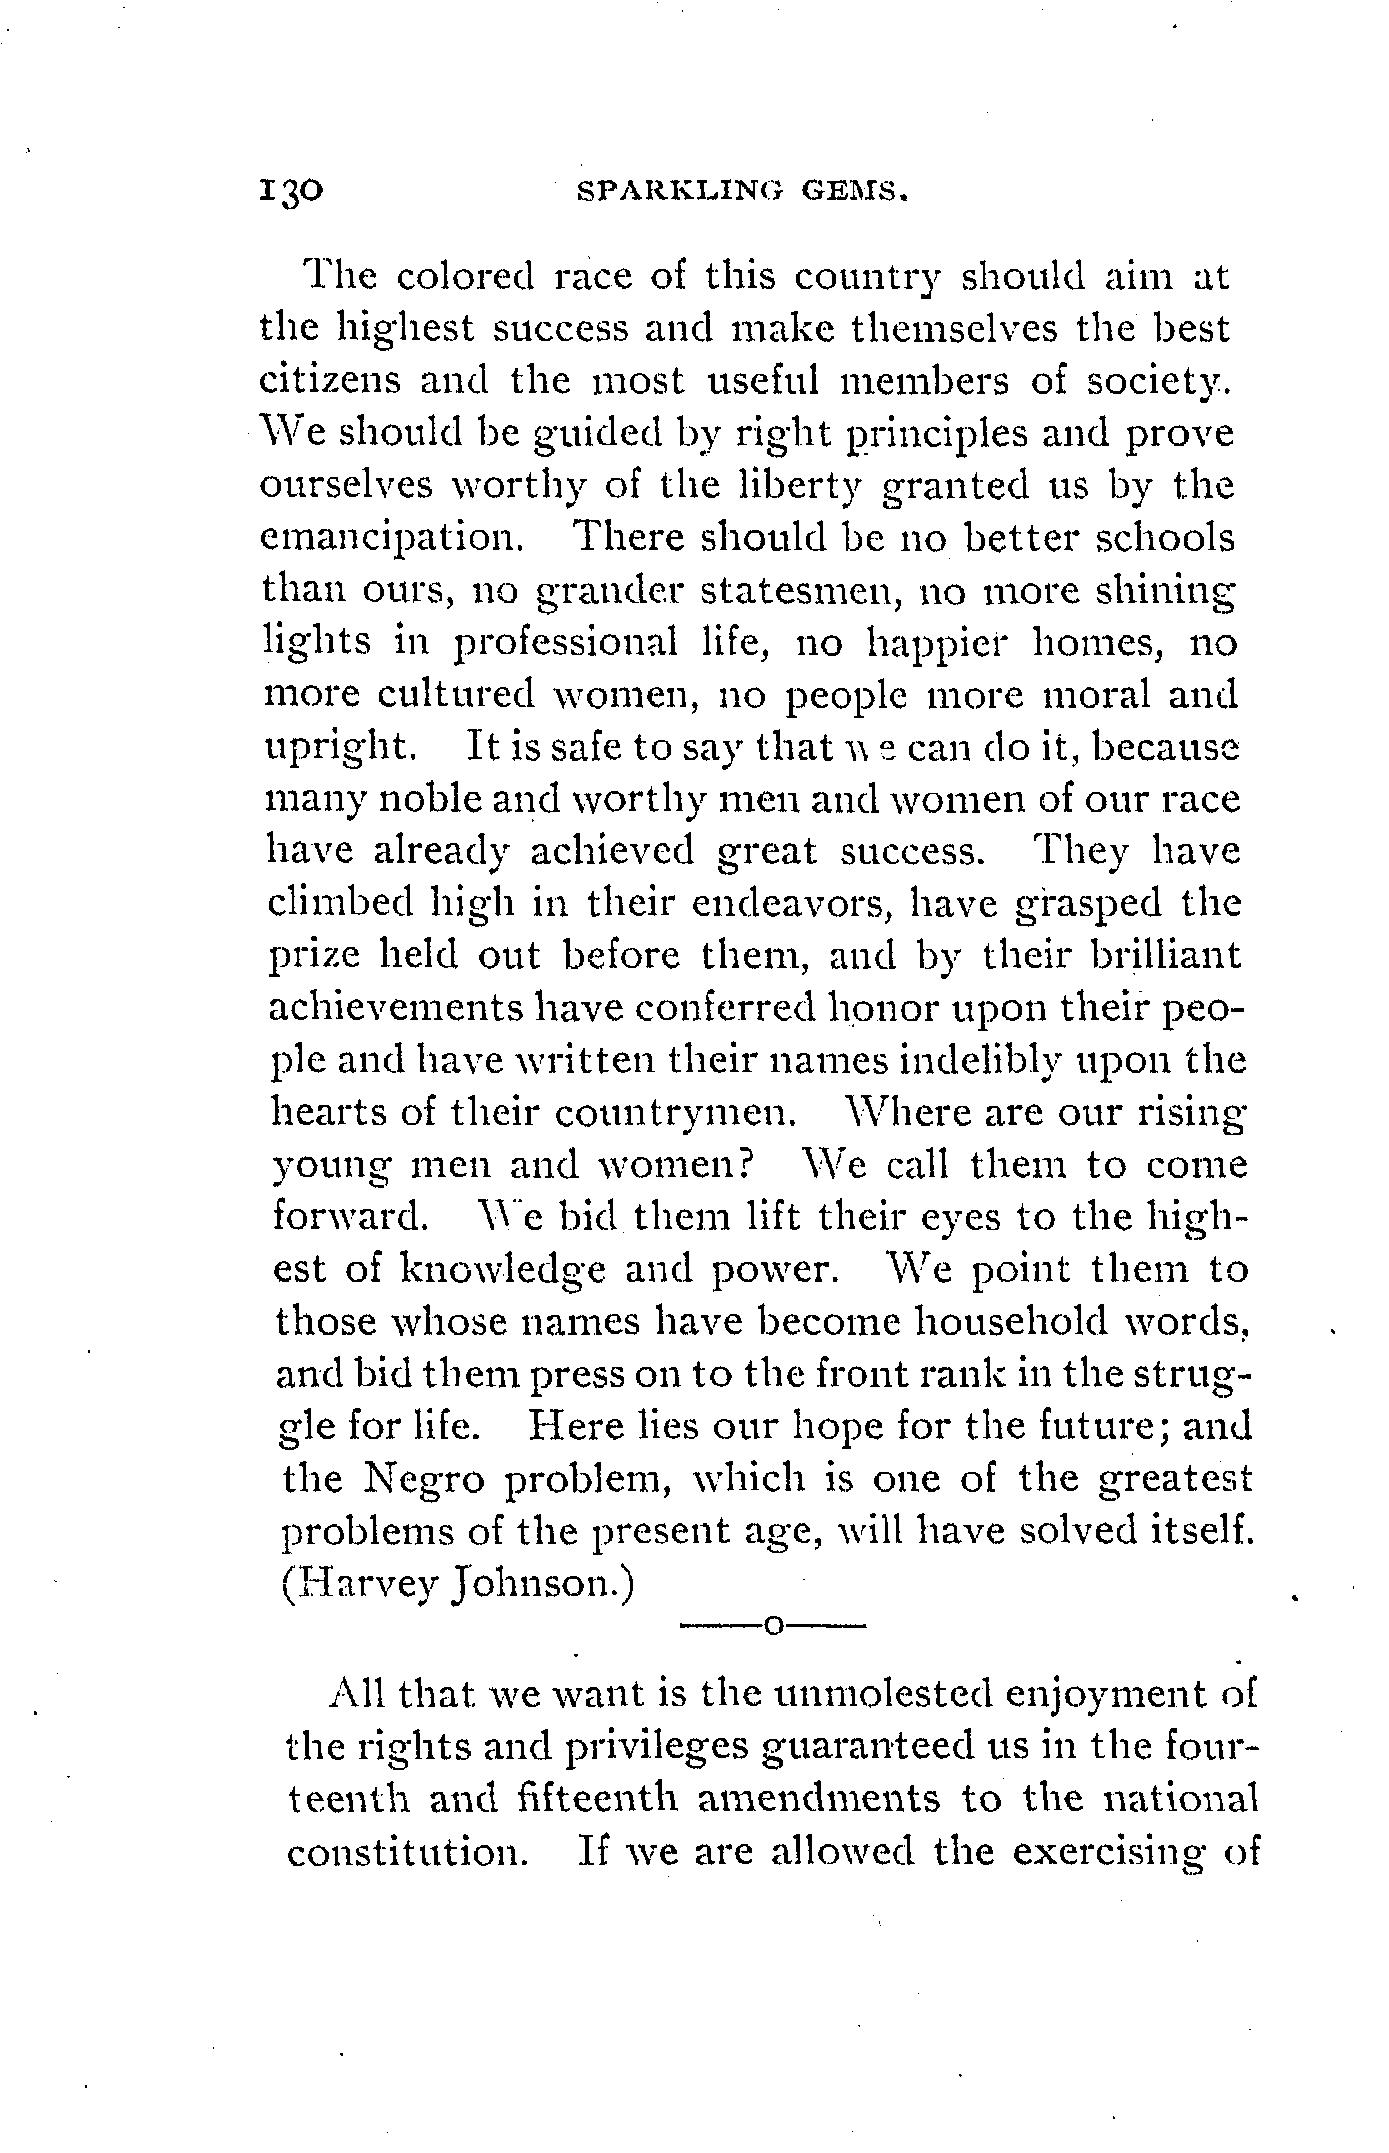 130 SPARKLING GEMS.
The colored race of this country should aim at
the highest success and make themselves the best
citizens and the most useful members of society.
We should be guided by right principles and prove
ourselves worthy of the liberty granted us by the
emancipation. There should be no better schools
than ours, no grander statesmen, no more shining
lights in professional life, no happier homes, no
more cultured women, no people more moral and
upright. It is safe to say that we can do it, because
many noble and worthy men and women of our race
have already achieved great success. They have
climbed high in their endeavors, have grasped the
prize held out before them, and by their brilliant
achievements have conferred honor upon their peo-
ple and have written their names indelibly upon the
hearts of their countrymen. Where are our rising
young men and women? We call them to come
forward. We bid them lift their eyes to the high-
est of knowledge and power. We point them to
those whose names have become household words,
and bid them press on to the front rank in the strug-
gle for life. Here lies our hope for the future; and
the Negro problem, which is one of the greatest
problems of the present age, will have solved itself.
(Harvey Johnson.)
——o——
All that we want is the unmolested enjoyment of
the rights and privileges guaranteed us in the four-
teenth and fifteenth amendments to the national
constitution. If we are allowed the exercising of